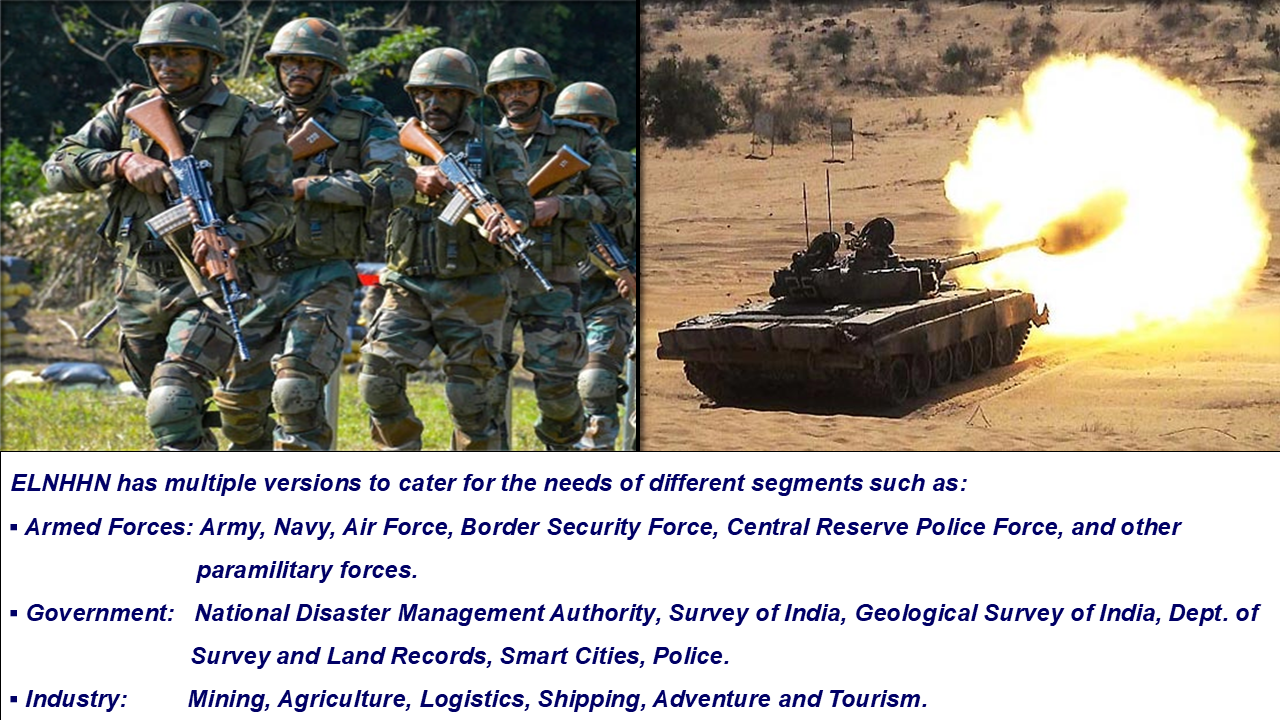 25
ELNHHN has multiple versions to cater for the needs of different segments such as:
▪ Armed Forces: Army, Navy, Air Force, Border Security Force, Central Reserve Police Force, and other
paramilitary forces.
▪ Government: National Disaster Management Authority, Survey of India, Geological Survey of India, Dept. of
Survey and Land Records, Smart Cities, Police.
▪ Industry: Mining, Agriculture, Logistics, Shipping, Adventure and Tourism.